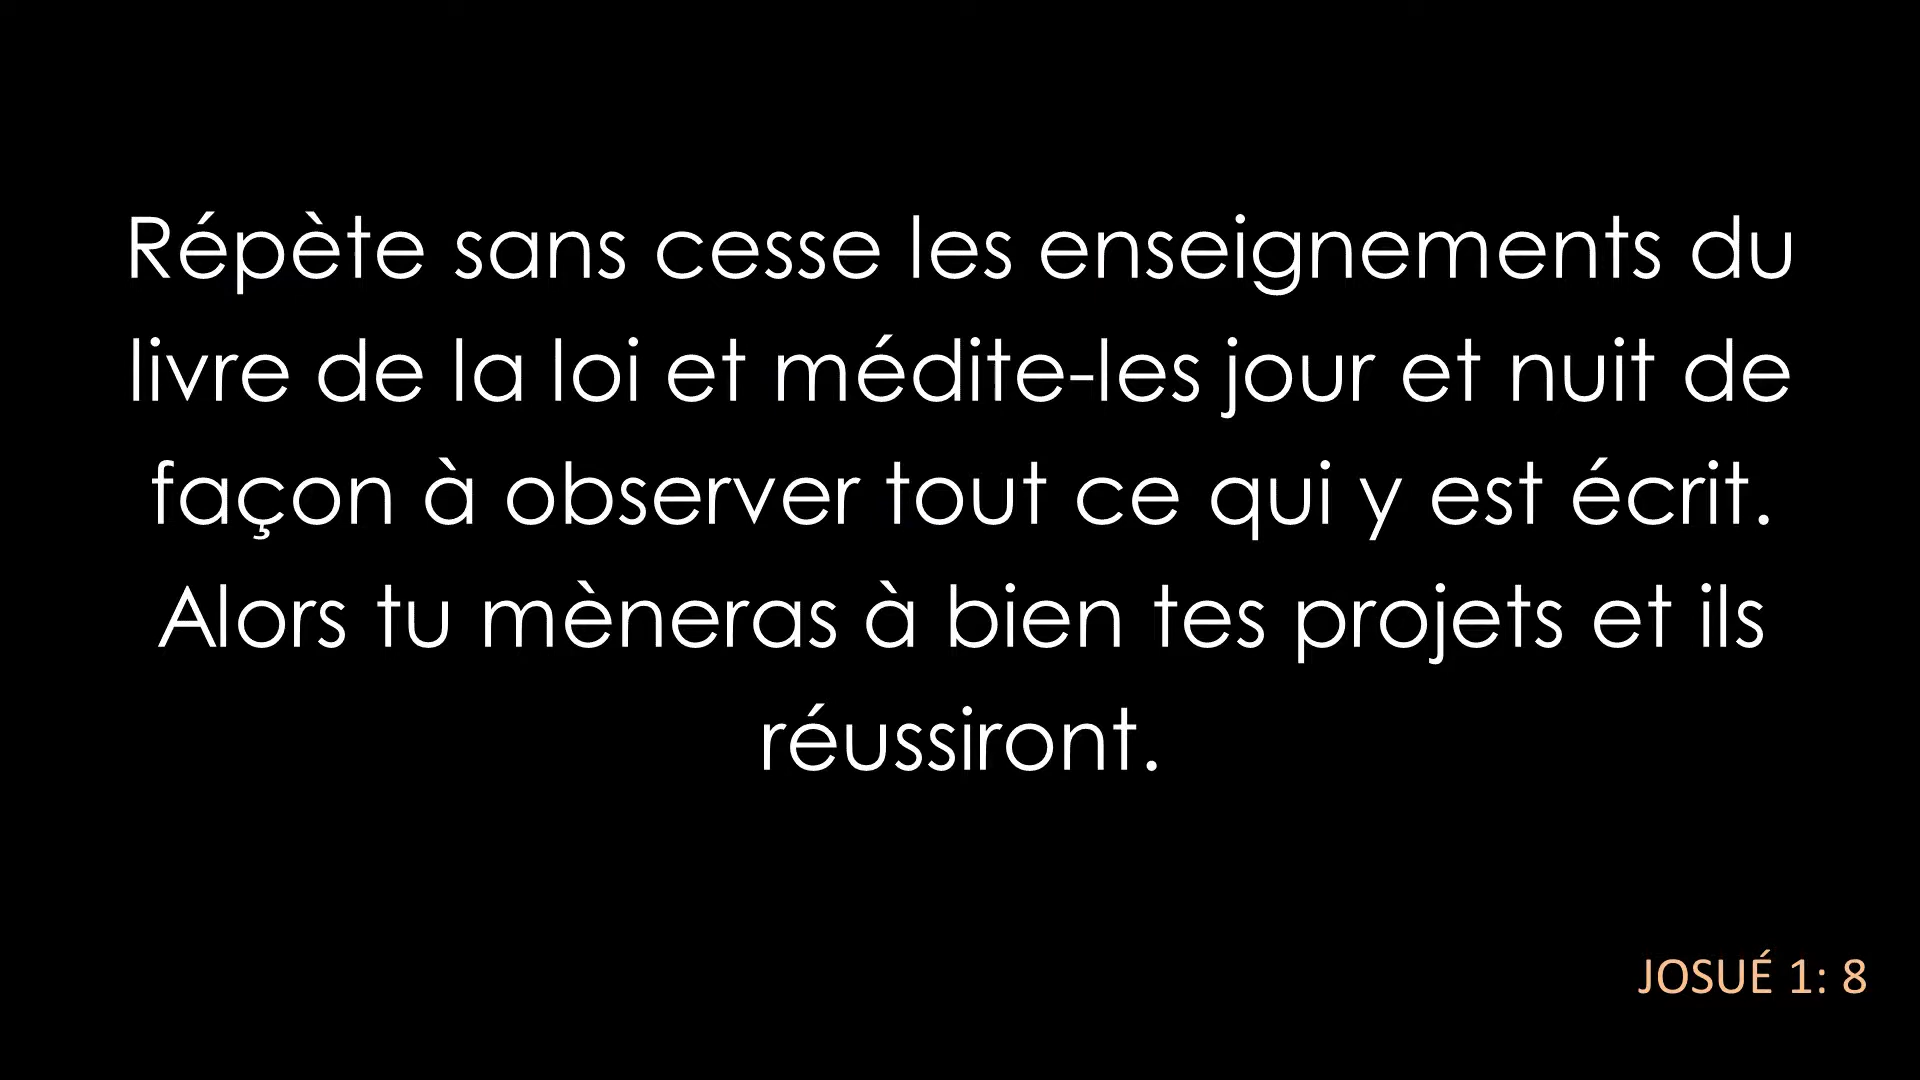 Répète sans cesse les enseignements du
livre de la loi et médite-les jour et nuit de
façon à observer tout ce qui y est écrit.
Alors tu mèneras à bien tes projets et ils
réussiront.
JOSUÉ 1: 8